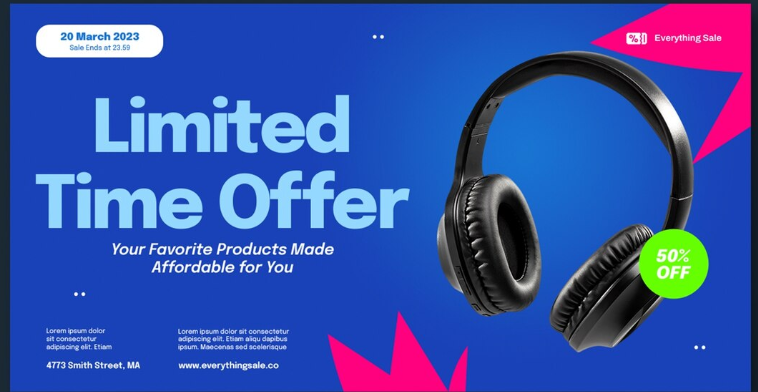 20 March 2023
Sale Ends at 23.59
% Everything Sale
Limited
Time Offer
Your Favorite Products Made
Affordable for You
50%
OFF
Lorem ipsum dolor
sit consectetur
adipiscing elit. Etiam
4773 Smith Street, MA
Lorem ipsum dolor sit consectetur
adipiscing elit. Etiam aliqu dapibus
ipsum. Maecenas sed scelerisque
www.everythingsale.co